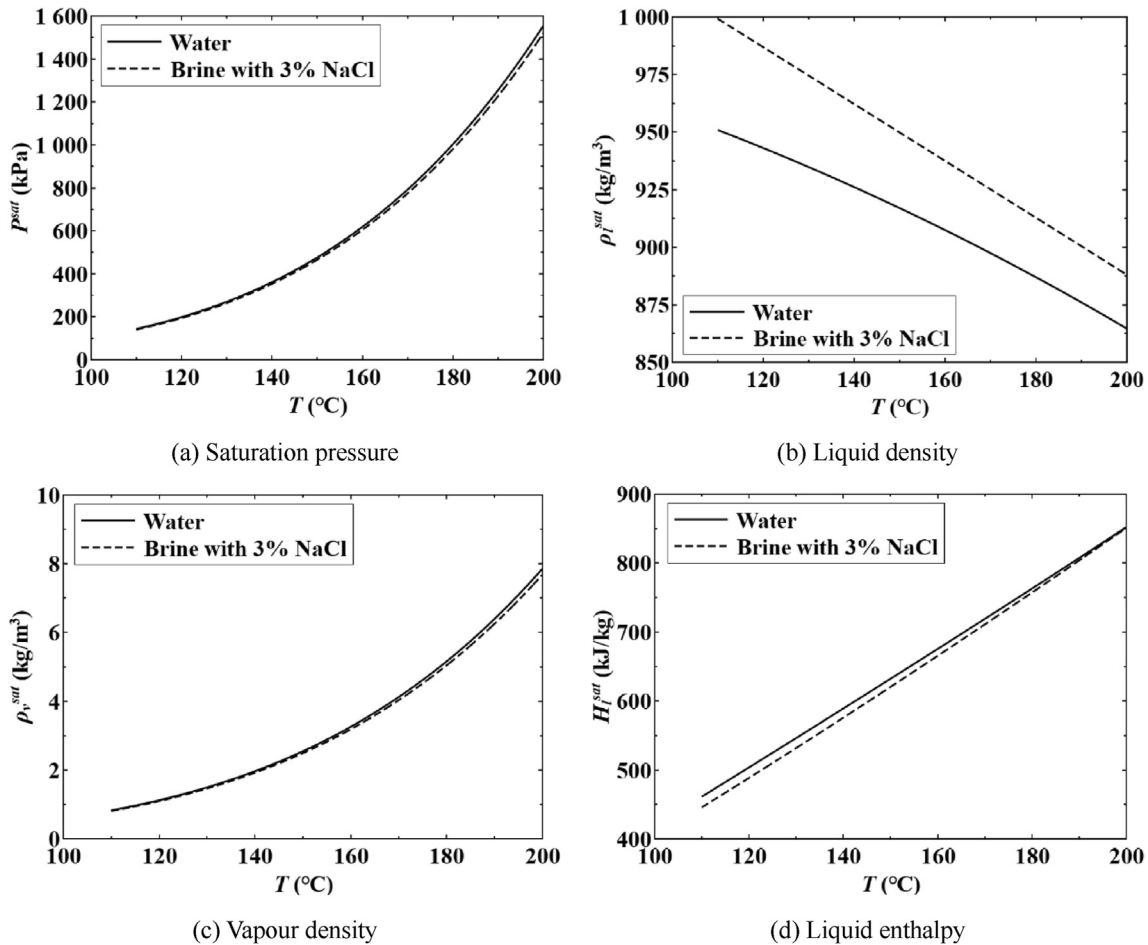 1 600
1 400
1 200
1 000
800
600
400
200
0
P^sat (kPa)
Water
Brine with 3% NaCl
100 120 140 160 180 200
T (°C)
(a) Saturation pressure
1 000
975
950
925
900
875
850
ρ_l^sat (kg/m³)
Water
Brine with 3% NaCl
100 120 140 160 180 200
T (°C)
(b) Liquid density
10
8
6
4
2
0
ρ_v^sat (kg/m³)
Water
Brine with 3% NaCl
100 120 140 160 180 200
T (°C)
(c) Vapour density
900
800
700
600
500
400
H_l^sat (kJ/kg)
Water
Brine with 3% NaCl
100 120 140 160 180 200
T (°C)
(d) Liquid enthalpy